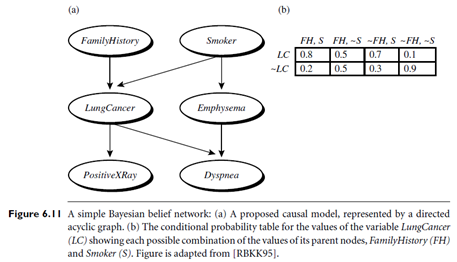 (a)
(b)
FamilyHistory
Smoker
FH, S FH, ~S ~FH, S ~FH, ~S
LC 0.8 0.5 0.7 0.1
~LC 0.2 0.5 0.3 0.9
LungCancer
Emphysema
PositiveXRay
Dyspnea
Figure 6.11 A simple Bayesian belief network: (a) A proposed causal model, represented by a directed
acyclic graph. (b) The conditional probability table for the values of the variable LungCancer
(LC) showing each possible combination of the values of its parent nodes, FamilyHistory (FH)
and Smoker (S). Figure is adapted from [RBKK95].